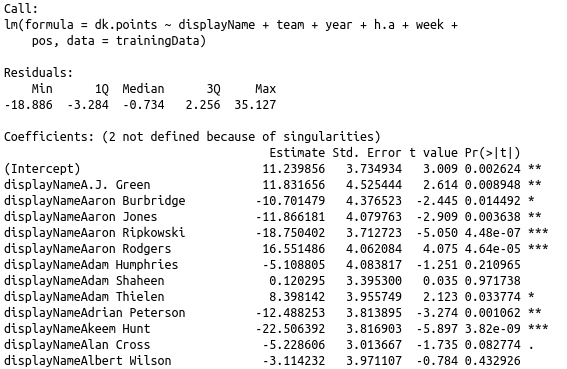 Call:
lm(formula = dk.points ~ displayName + team + year + h.a + week +
    pos, data = trainingData)

Residuals:
    Min      1Q  Median      3Q     Max
-18.886  -3.284  -0.734   2.256  35.127

Coefficients: (2 not defined because of singularities)
                                     Estimate Std. Error t value Pr(>|t|)
(Intercept)                         11.239856   3.734934   3.009 0.002624 **
displayNameA.J. Green               11.831656   4.525444   2.614 0.008948 **
displayNameAaron Burbridge         -10.701479   4.376523  -2.445 0.014492 *
displayNameAaron Jones             -11.866181   4.079763  -2.909 0.003638 **
displayNameAaron Ripkowski         -18.750402   3.712723  -5.050 4.48e-07 ***
displayNameAaron Rodgers            16.551486   4.062084   4.075 4.64e-05 ***
displayNameAdam Humphries           -5.108805   4.083817  -1.251 0.210965
displayNameAdam Shaheen              0.120295   3.395300   0.035 0.971738
displayNameAdam Thielen              8.398142   3.955749   2.123 0.033774 *
displayNameAdrian Peterson         -12.488253   3.813895  -3.274 0.001062 **
displayNameAkeem Hunt              -22.506392   3.816903  -5.897 3.82e-09 ***
displayNameAlan Cross               -5.228606   3.013667  -1.735 0.082774 .
displayNameAlbert Wilson            -3.114232   3.971107  -0.784 0.432926